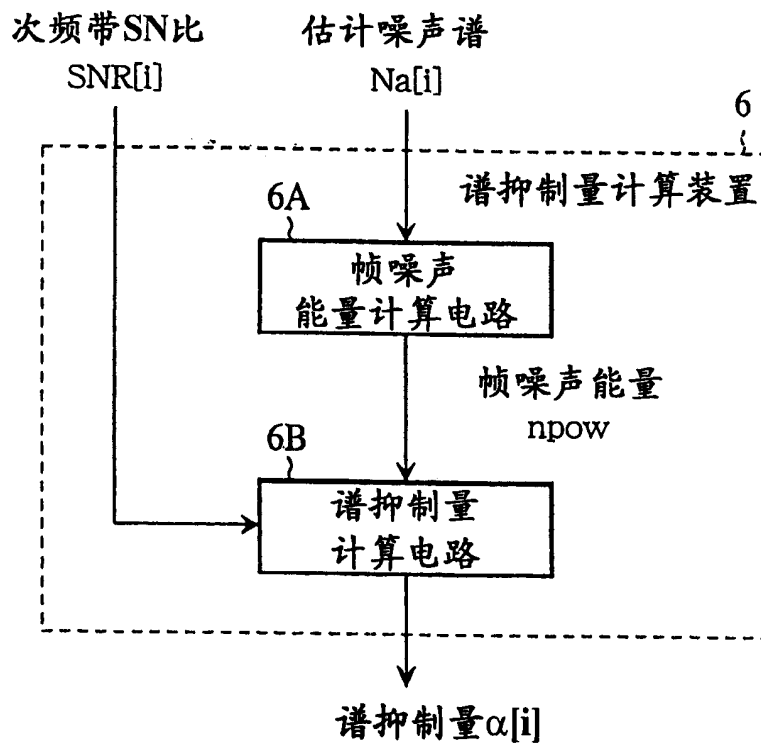 次频带SN比
SNR[i]
估计噪声谱
Na[i]
6
谱抑制量计算装置
6A
帧噪声
能量计算电路
帧噪声能量
npow
6B
谱抑制量
计算电路
谱抑制量α[i]